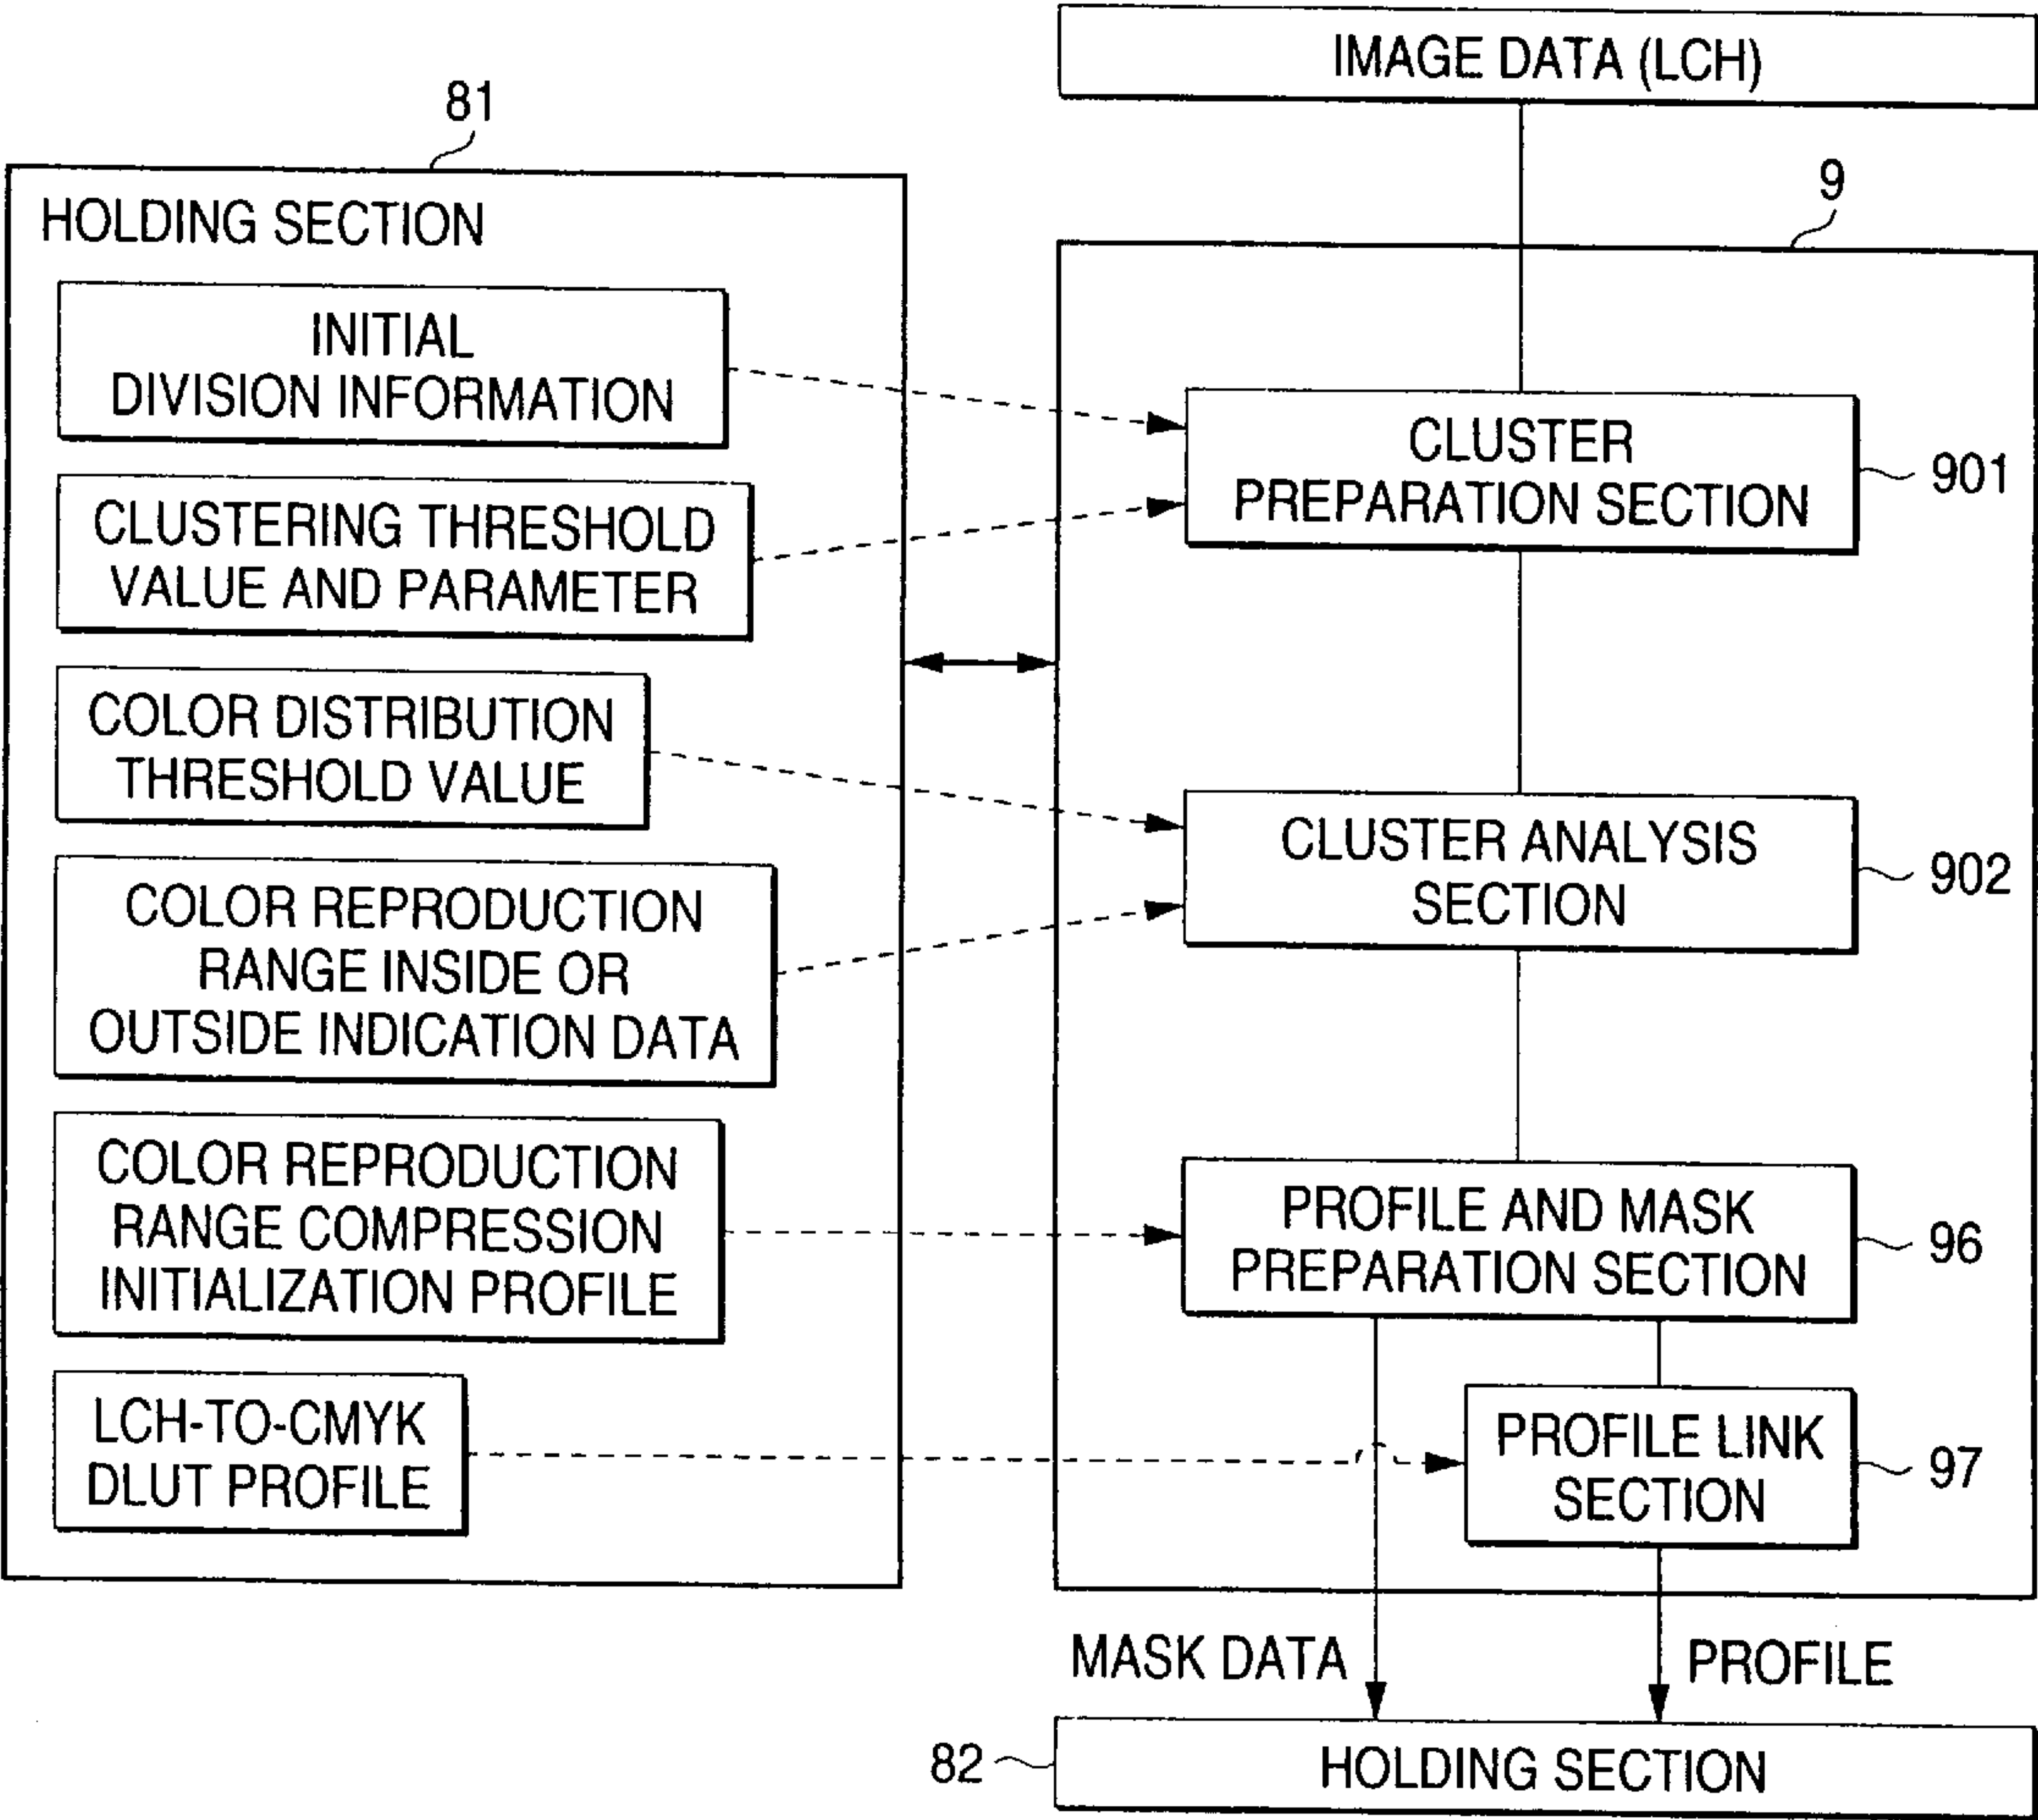 IMAGE DATA (LCH)
81
HOLDING SECTION
INITIAL
DIVISION INFORMATION
CLUSTERING THRESHOLD
VALUE AND PARAMETER
COLOR DISTRIBUTION
THRESHOLD VALUE
COLOR REPRODUCTION
RANGE INSIDE OR
OUTSIDE INDICATION DATA
COLOR REPRODUCTION
RANGE COMPRESSION
INITIALIZATION PROFILE
LCH-TO-CMYK
DLUT PROFILE
9
CLUSTER
PREPARATION SECTION
901
CLUSTER ANALYSIS
SECTION
902
PROFILE AND MASK
PREPARATION SECTION
96
PROFILE LINK
SECTION
97
MASK DATA
PROFILE
82
HOLDING SECTION